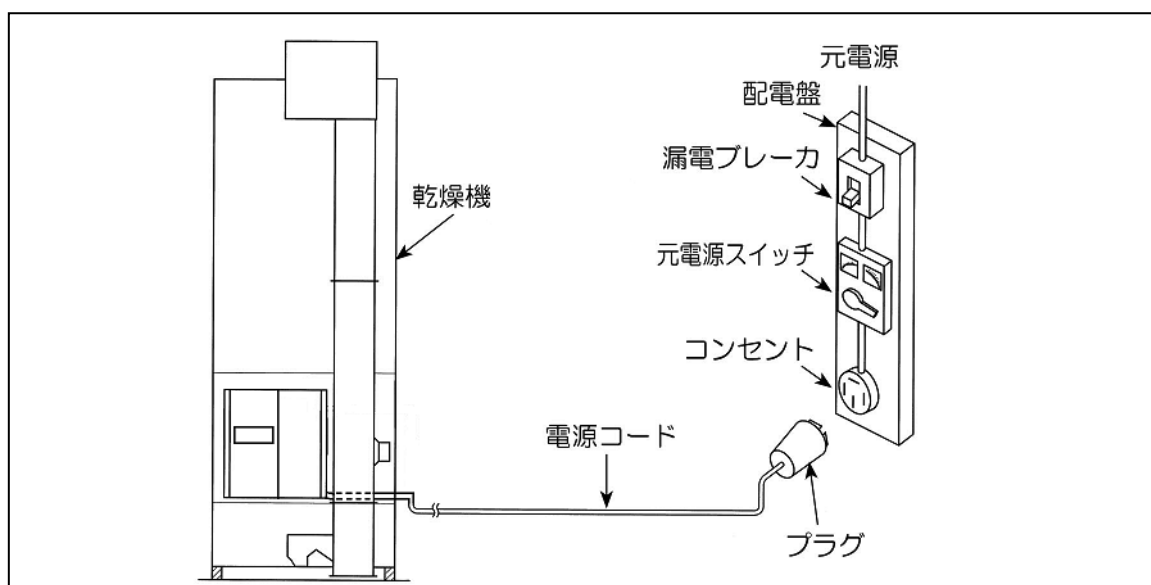 元電源
配電盤
漏電ブレーカ
乾燥機
元電源スイッチ
コンセント
電源コード
プラグ